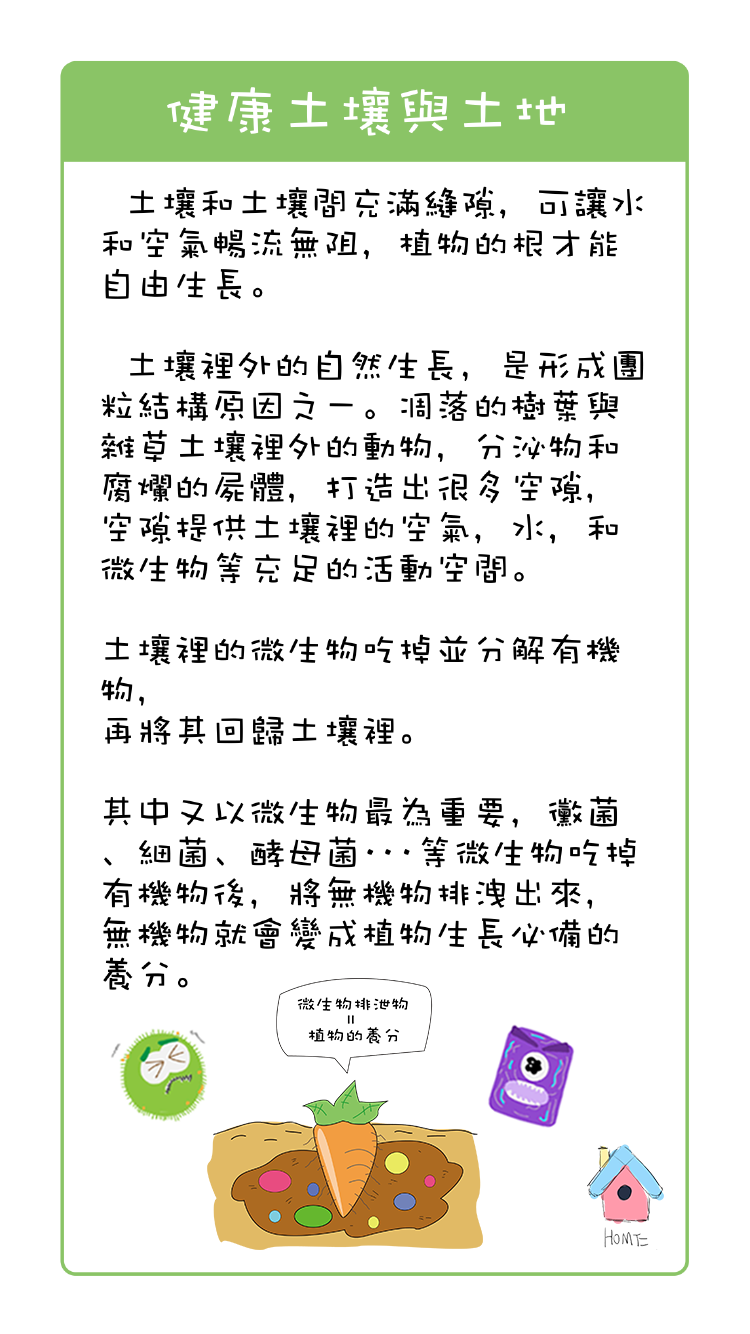 健康土壤與土地
土壤和土壤間充滿縫隙，可讓水
和空氣暢流無阻，植物的根才能
自由生長。
土壤裡外的自然生長，是形成團
粒結構原因之一。凋落的樹葉與
雜草土壤裡外的動物，分泌物和
腐爛的屍體，打造出很多空隙，
空隙提供土壤裡的空氣，水，和
微生物等充足的活動空間。
土壤裡的微生物吃掉並分解有機
物，
再將其回歸土壤裡。
其中又以微生物最為重要，黴菌
、細菌、酵母菌···等微生物吃掉
有機物後，將無機物排洩出來，
無機物就會變成植物生長必備的
養分。
微生物排泄物
=
植物的養分
HOME